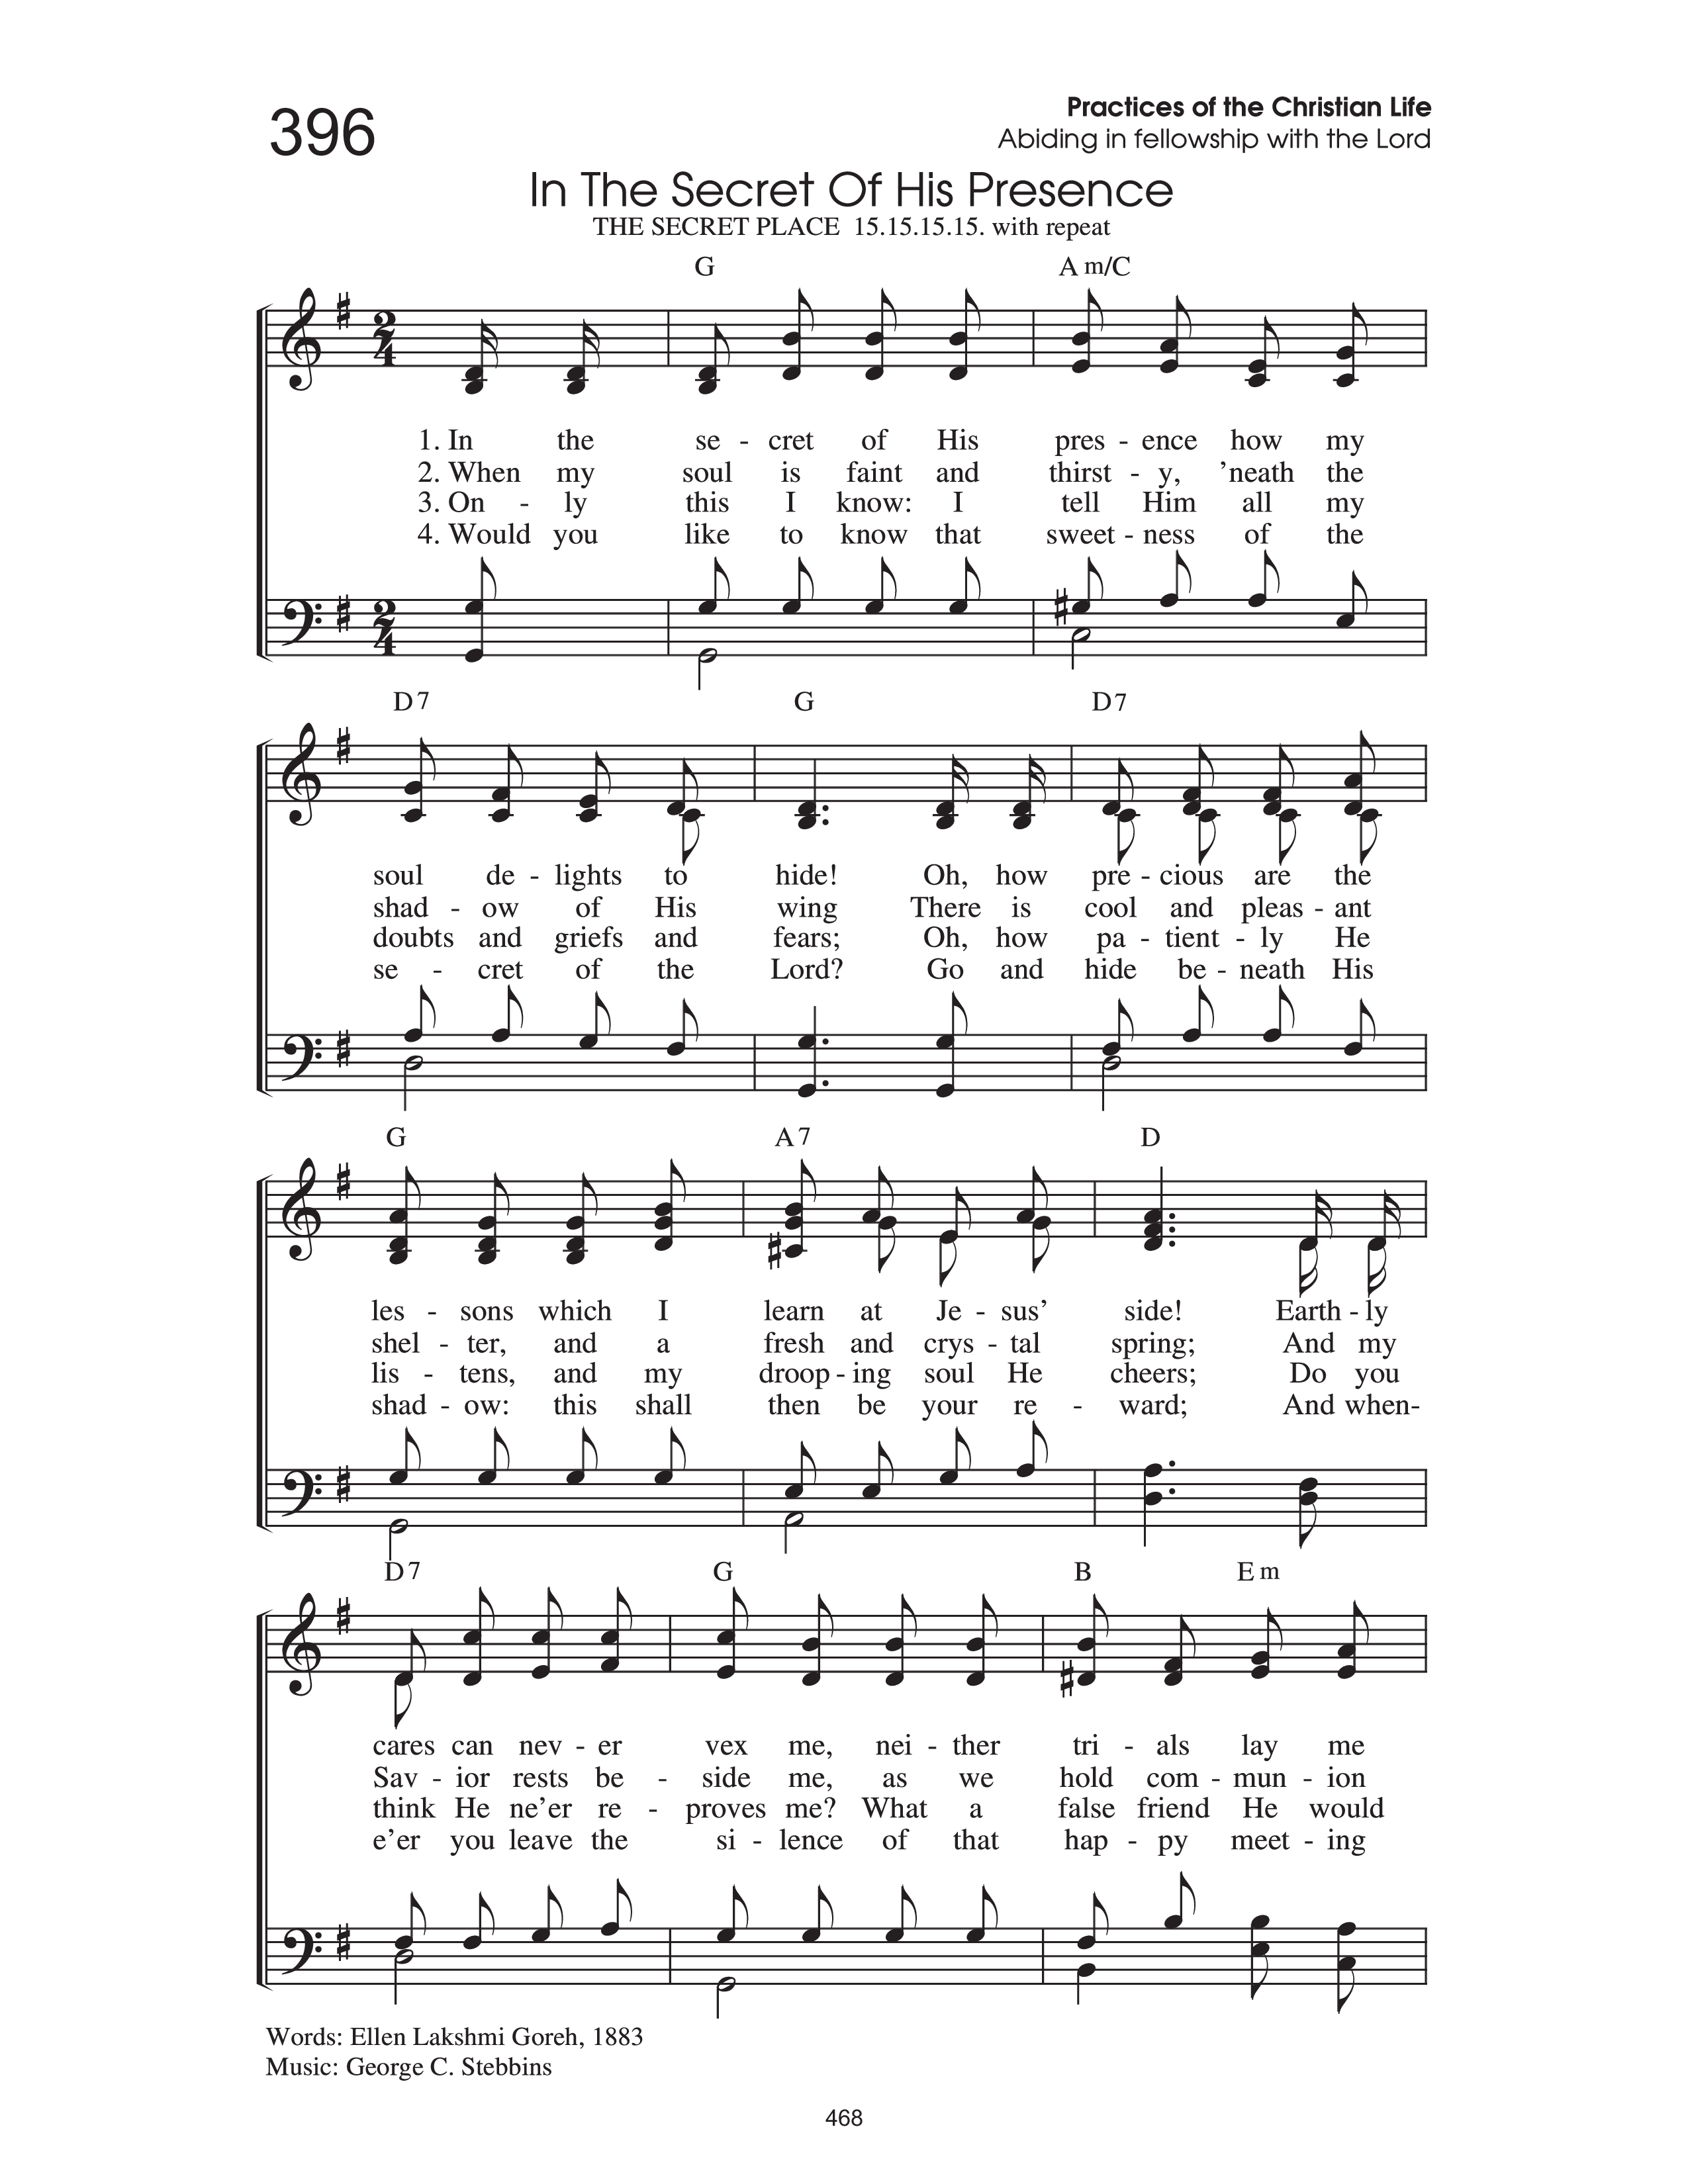 396
Practices of the Christian Life
Abiding in fellowship with the Lord
In The Secret Of His Presence
THE SECRET PLACE 15.15.15.15. with repeat
G Am/C
1. In the se - cret of His pres - ence how my
2. When my soul is faint and thirst - y, ’neath the
3. On - ly this I know: I tell Him all my
4. Would you like to know that sweet - ness of the
D7 G D7
soul de - lights to hide! Oh, how pre - cious are the
shad - ow of His wing There is cool and pleas - ant
doubts and griefs and fears; Oh, how pa - tient - ly He
se - cret of the Lord? Go and hide be - neath His
G A7 D
les - sons which I learn at Je - sus’ side! Earth - ly
shel - ter, and a fresh and crys - tal spring; And my
lis - tens, and my droop - ing soul He cheers; Do you
shad - ow: this shall then be your re - ward; And when-
D7 G B Em
cares can nev - er vex me, nei - ther tri - als lay me
Sav - ior rests be - side me, as we hold com - mun - ion
think He ne’er re - proves me? What a false friend He would
e’er you leave the si - lence of that hap - py meet - ing
Words: Ellen Lakshmi Goreh, 1883
Music: George C. Stebbins
468